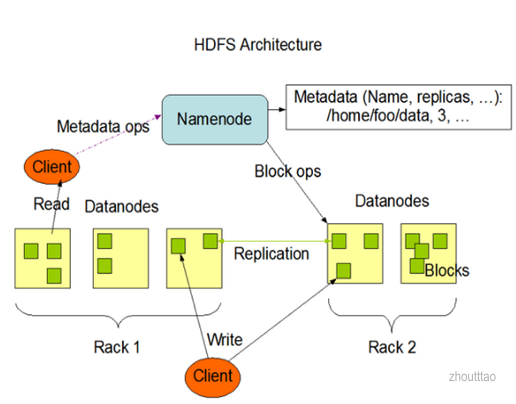 HDFS Architecture
Metadata (Name, replicas, ...):
/home/foo/data, 3, ...
Namenode
Metadata ops
Client
Block ops
Read
Datanodes
Datanodes
Replication
Blocks
Rack 1
Write
Rack 2
Client
zhoutttao